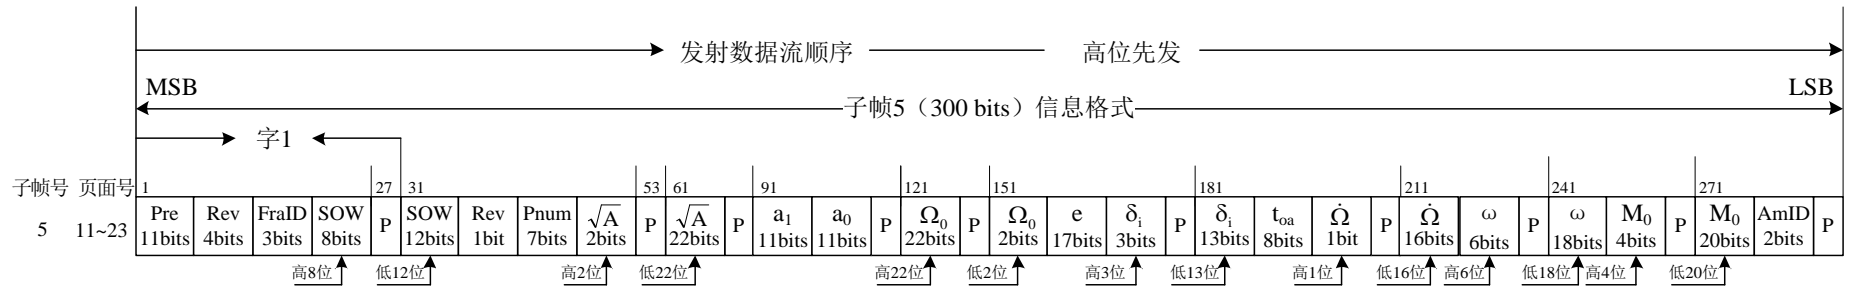 发射数据流顺序 高位先发
MSB LSB
子帧5（300 bits）信息格式
字1
子帧号 页面号 1 27 31 53 61 91 121 151 181 211 241 271
5 11~23
Pre 11bits
Rev 4bits
FraID 3bits
SOW 8bits
P
SOW 12bits
Rev 1bit
Pnum 7bits
√A 2bits
P
√A 22bits
P
a₁ 11bits
a₀ 11bits
P
Ω₀ 22bits
P
Ω₀ 2bits
e 17bits
δᵢ 3bits
P
δᵢ 13bits
tₒₐ 8bits
Ω̇ 1bit
P
Ω̇ 16bits
ω 6bits
P
ω 18bits
M₀ 4bits
P
M₀ 20bits
AmID 2bits
P
高8位 低12位 高2位 低22位 高22位 低2位 高3位 低13位 高1位 低16位 高6位 低18位 高4位 低20位